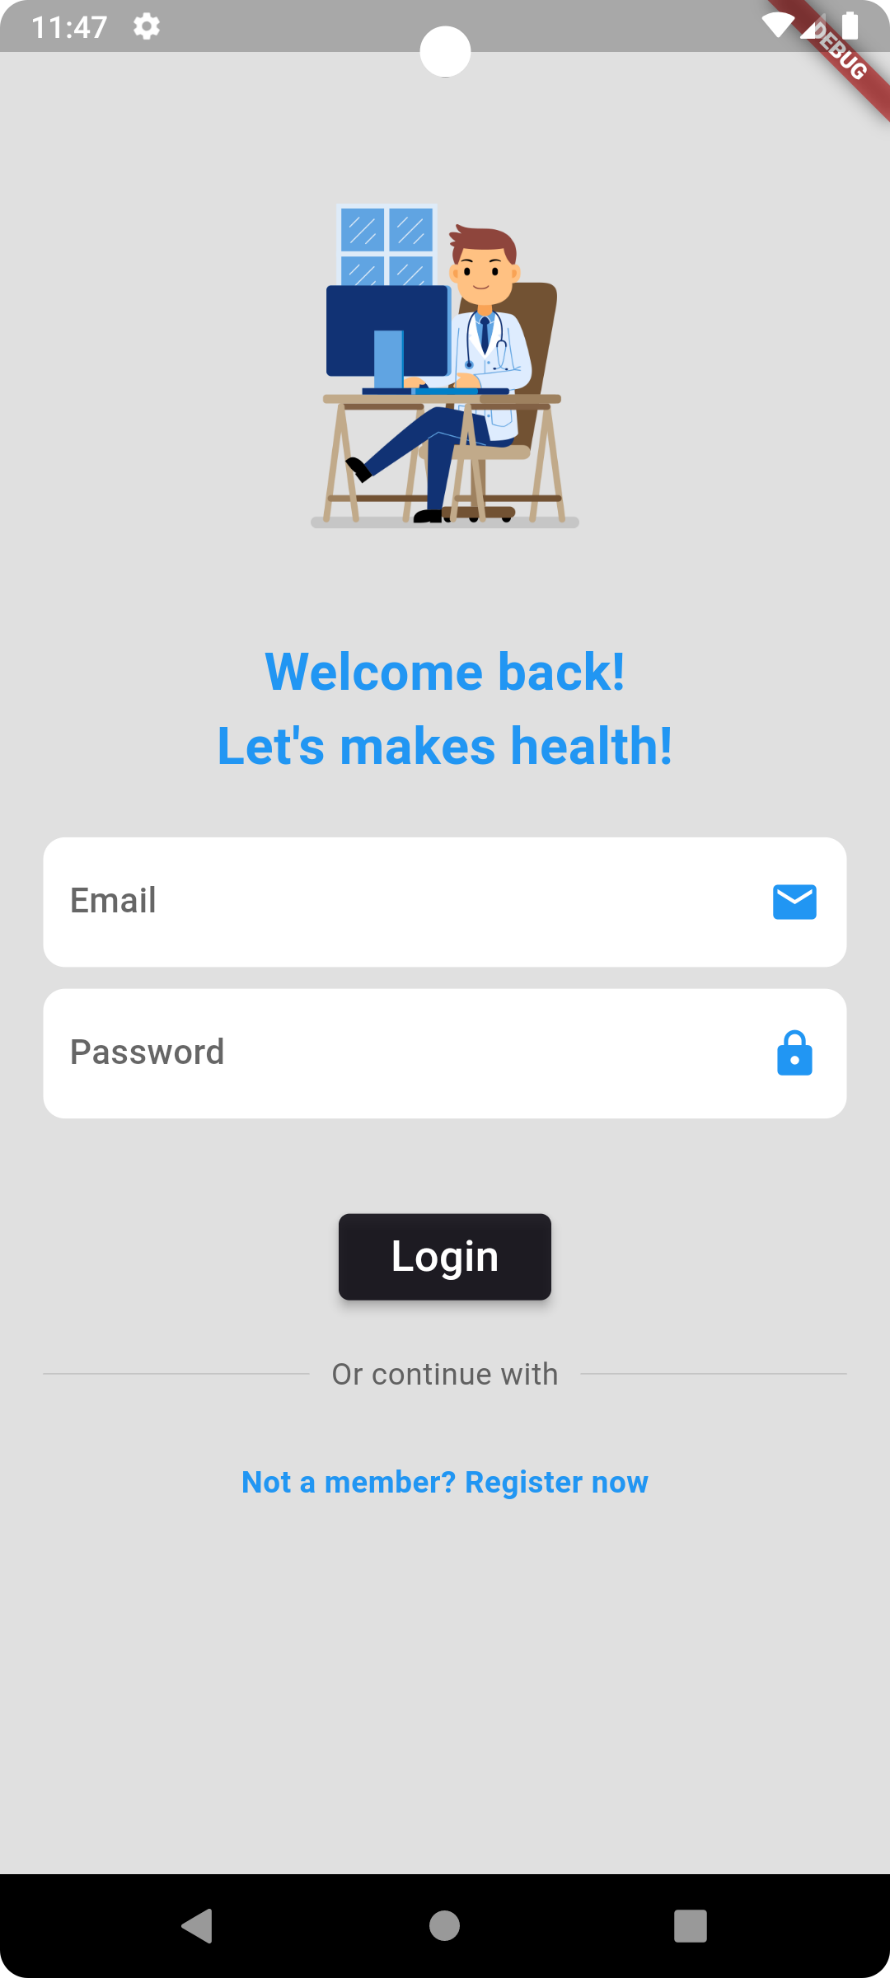 11:47
DEBUG
Welcome back!
Let's makes health!
Email
Password
Login
Or continue with
Not a member? Register now